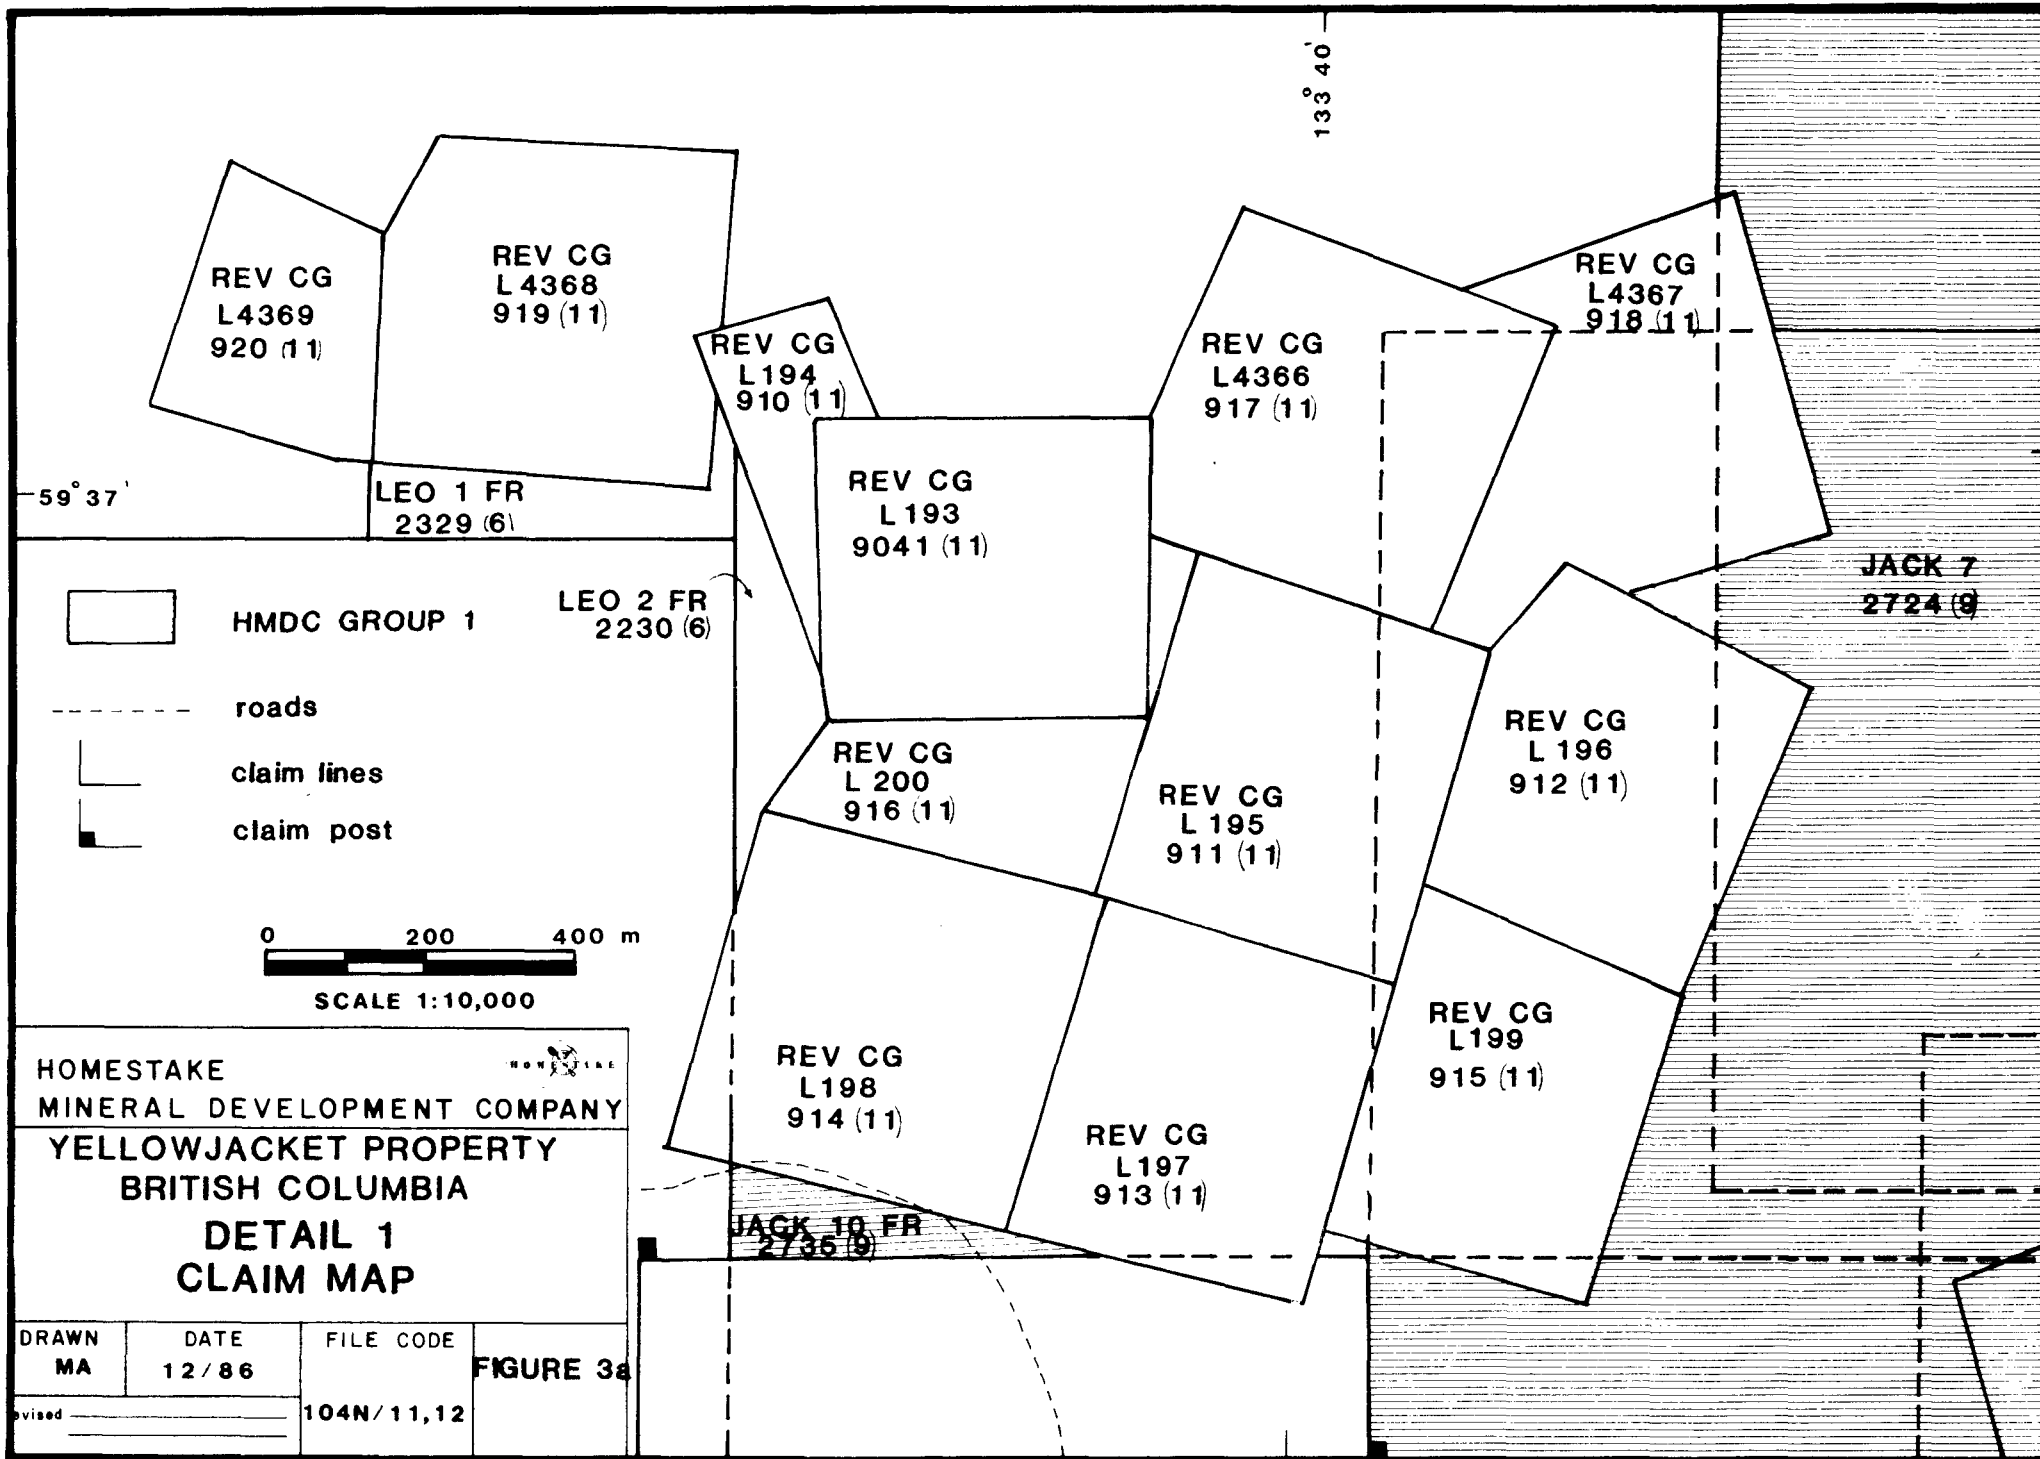 133° 40'
REV CG
L4369
920 (11)
REV CG
L4368
919 (11)
REV CG
L194
910 (11)
REV CG
L4366
917 (11)
REV CG
L4367
918 (11)
REV CG
L193
9041 (11)
59° 37'
LEO 1 FR
2329 (6)
LEO 2 FR
2230 (6)
JACK 7
2724 (9)
HMDC GROUP 1
roads
claim lines
claim post
REV CG
L 200
916 (11)
REV CG
L 195
911 (11)
REV CG
L 196
912 (11)
0 200 400 m
SCALE 1:10,000
REV CG
L198
914 (11)
REV CG
L197
913 (11)
REV CG
L199
915 (11)
JACK 10 FR
2735 (9)
HOMESTAKE
HOMESTAKE
MINERAL DEVELOPMENT COMPANY
YELLOWJACKET PROPERTY
BRITISH COLUMBIA
DETAIL 1
CLAIM MAP
DRAWN
MA
DATE
12/86
FILE CODE
104N/11,12
FIGURE 3a
evised